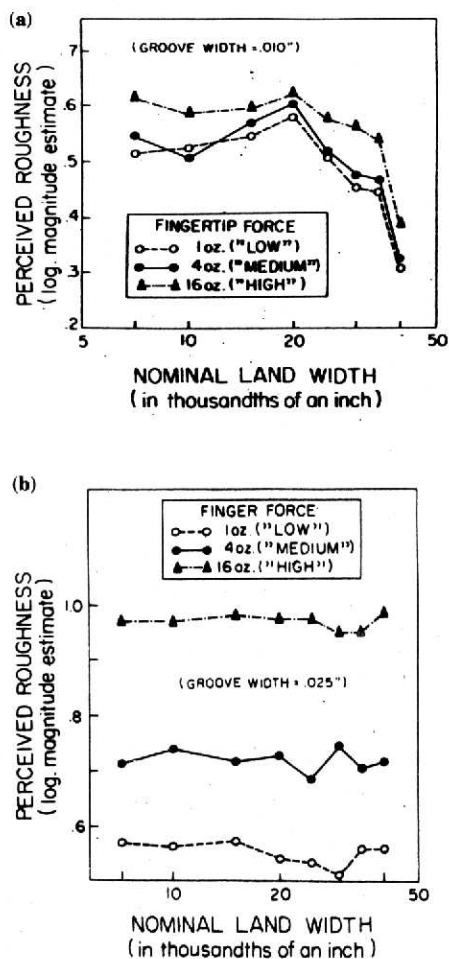 (a)
(GROOVE WIDTH = .010")
PERCEIVED ROUGHNESS
(log. magnitude estimate)
.7
.6
.5
.4
.3
.2
FINGERTIP FORCE
1 oz. ("LOW")
4 oz. ("MEDIUM")
16 oz. ("HIGH")
5 10 20 50
NOMINAL LAND WIDTH
(in thousandths of an inch)
(b)
FINGER FORCE:
1 oz. ("LOW")
4 oz. ("MEDIUM")
16 oz. ("HIGH")
PERCEIVED ROUGHNESS
(log. magnitude estimate)
1.0
.8
.6
(GROOVE WIDTH = .025")
10 20 50
NOMINAL LAND WIDTH
(in thousandths of an inch)